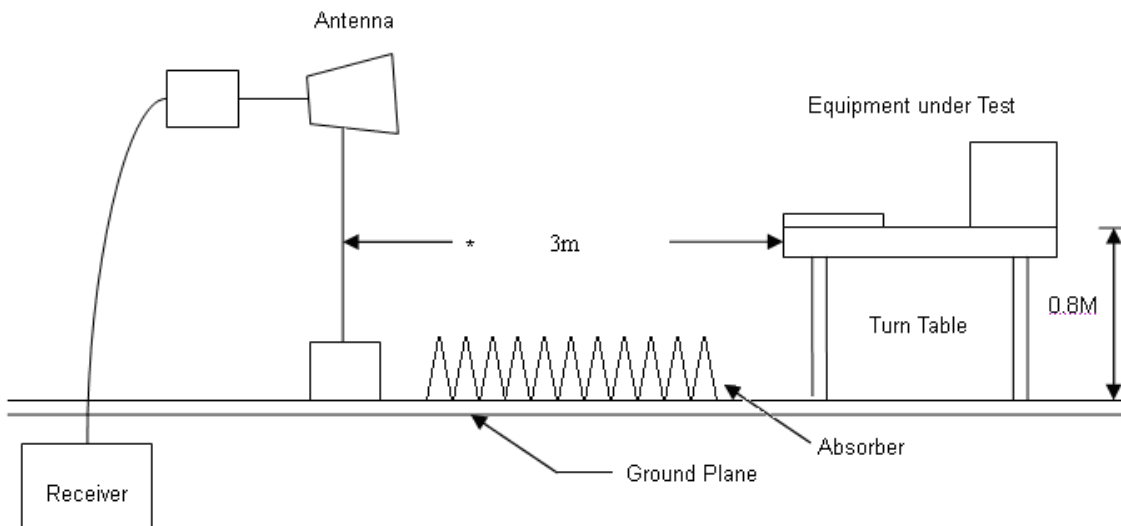 Antenna
Equipment under Test
* 3m
0.8M
Turn Table
Absorber
Ground Plane
Receiver